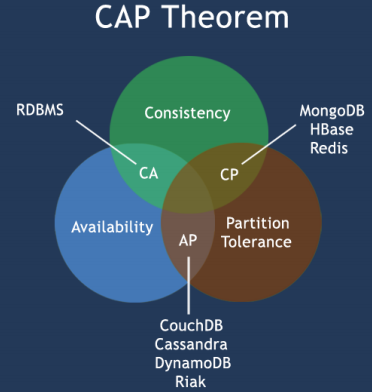 CAP Theorem
RDBMS
Consistency
MongoDB
HBase
Redis
CA
CP
Availability
Partition
Tolerance
AP
CouchDB
Cassandra
DynamoDB
Riak